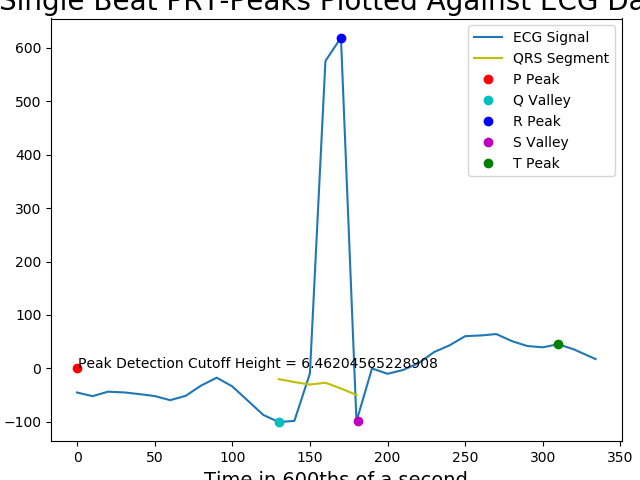 Single Beat PRT-Peaks Plotted Against ECG Da
ECG Signal
QRS Segment
P Peak
Q Valley
R Peak
S Valley
T Peak
600
500
400
300
200
100
0
−100
Peak Detection Cutoff Height = 6.46204565228908
0 50 100 150 200 250 300 350
Time in 600ths of a second